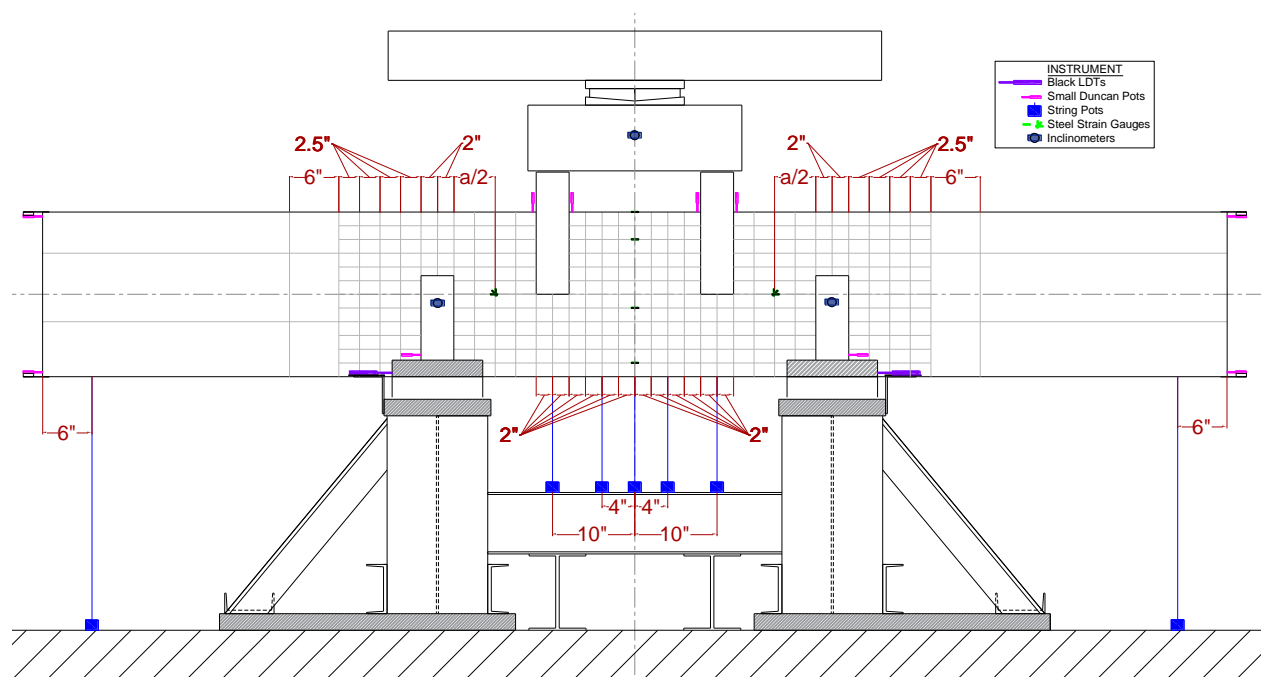 INSTRUMENT
Black LDTs
Small Duncan Pots
String Pots
Steel Strain Gauges
Inclinometers
2.5" 2" 2" 2.5"
6" a/2 a/2 6"
6" 2" 2" 6"
4" 4"
10" 10"